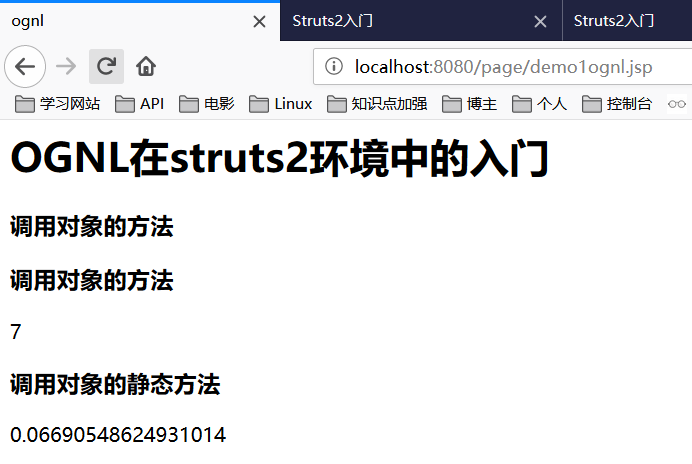 ognl Struts2入门 Struts2入门
localhost:8080/page/demo1ognl.jsp
学习网站 API 电影 Linux 知识点加强 博主 个人 控制台
OGNL在struts2环境中的入门
调用对象的方法
调用对象的方法
7
调用对象的静态方法
0.06690548624931014